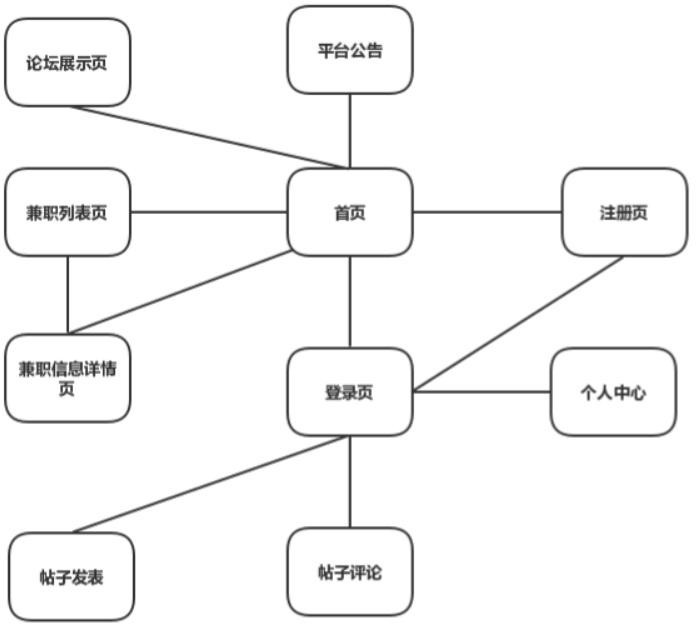 论坛展示页
平台公告
兼职列表页
首页
注册页
兼职信息详情
页
登录页
个人中心
帖子发表
帖子评论